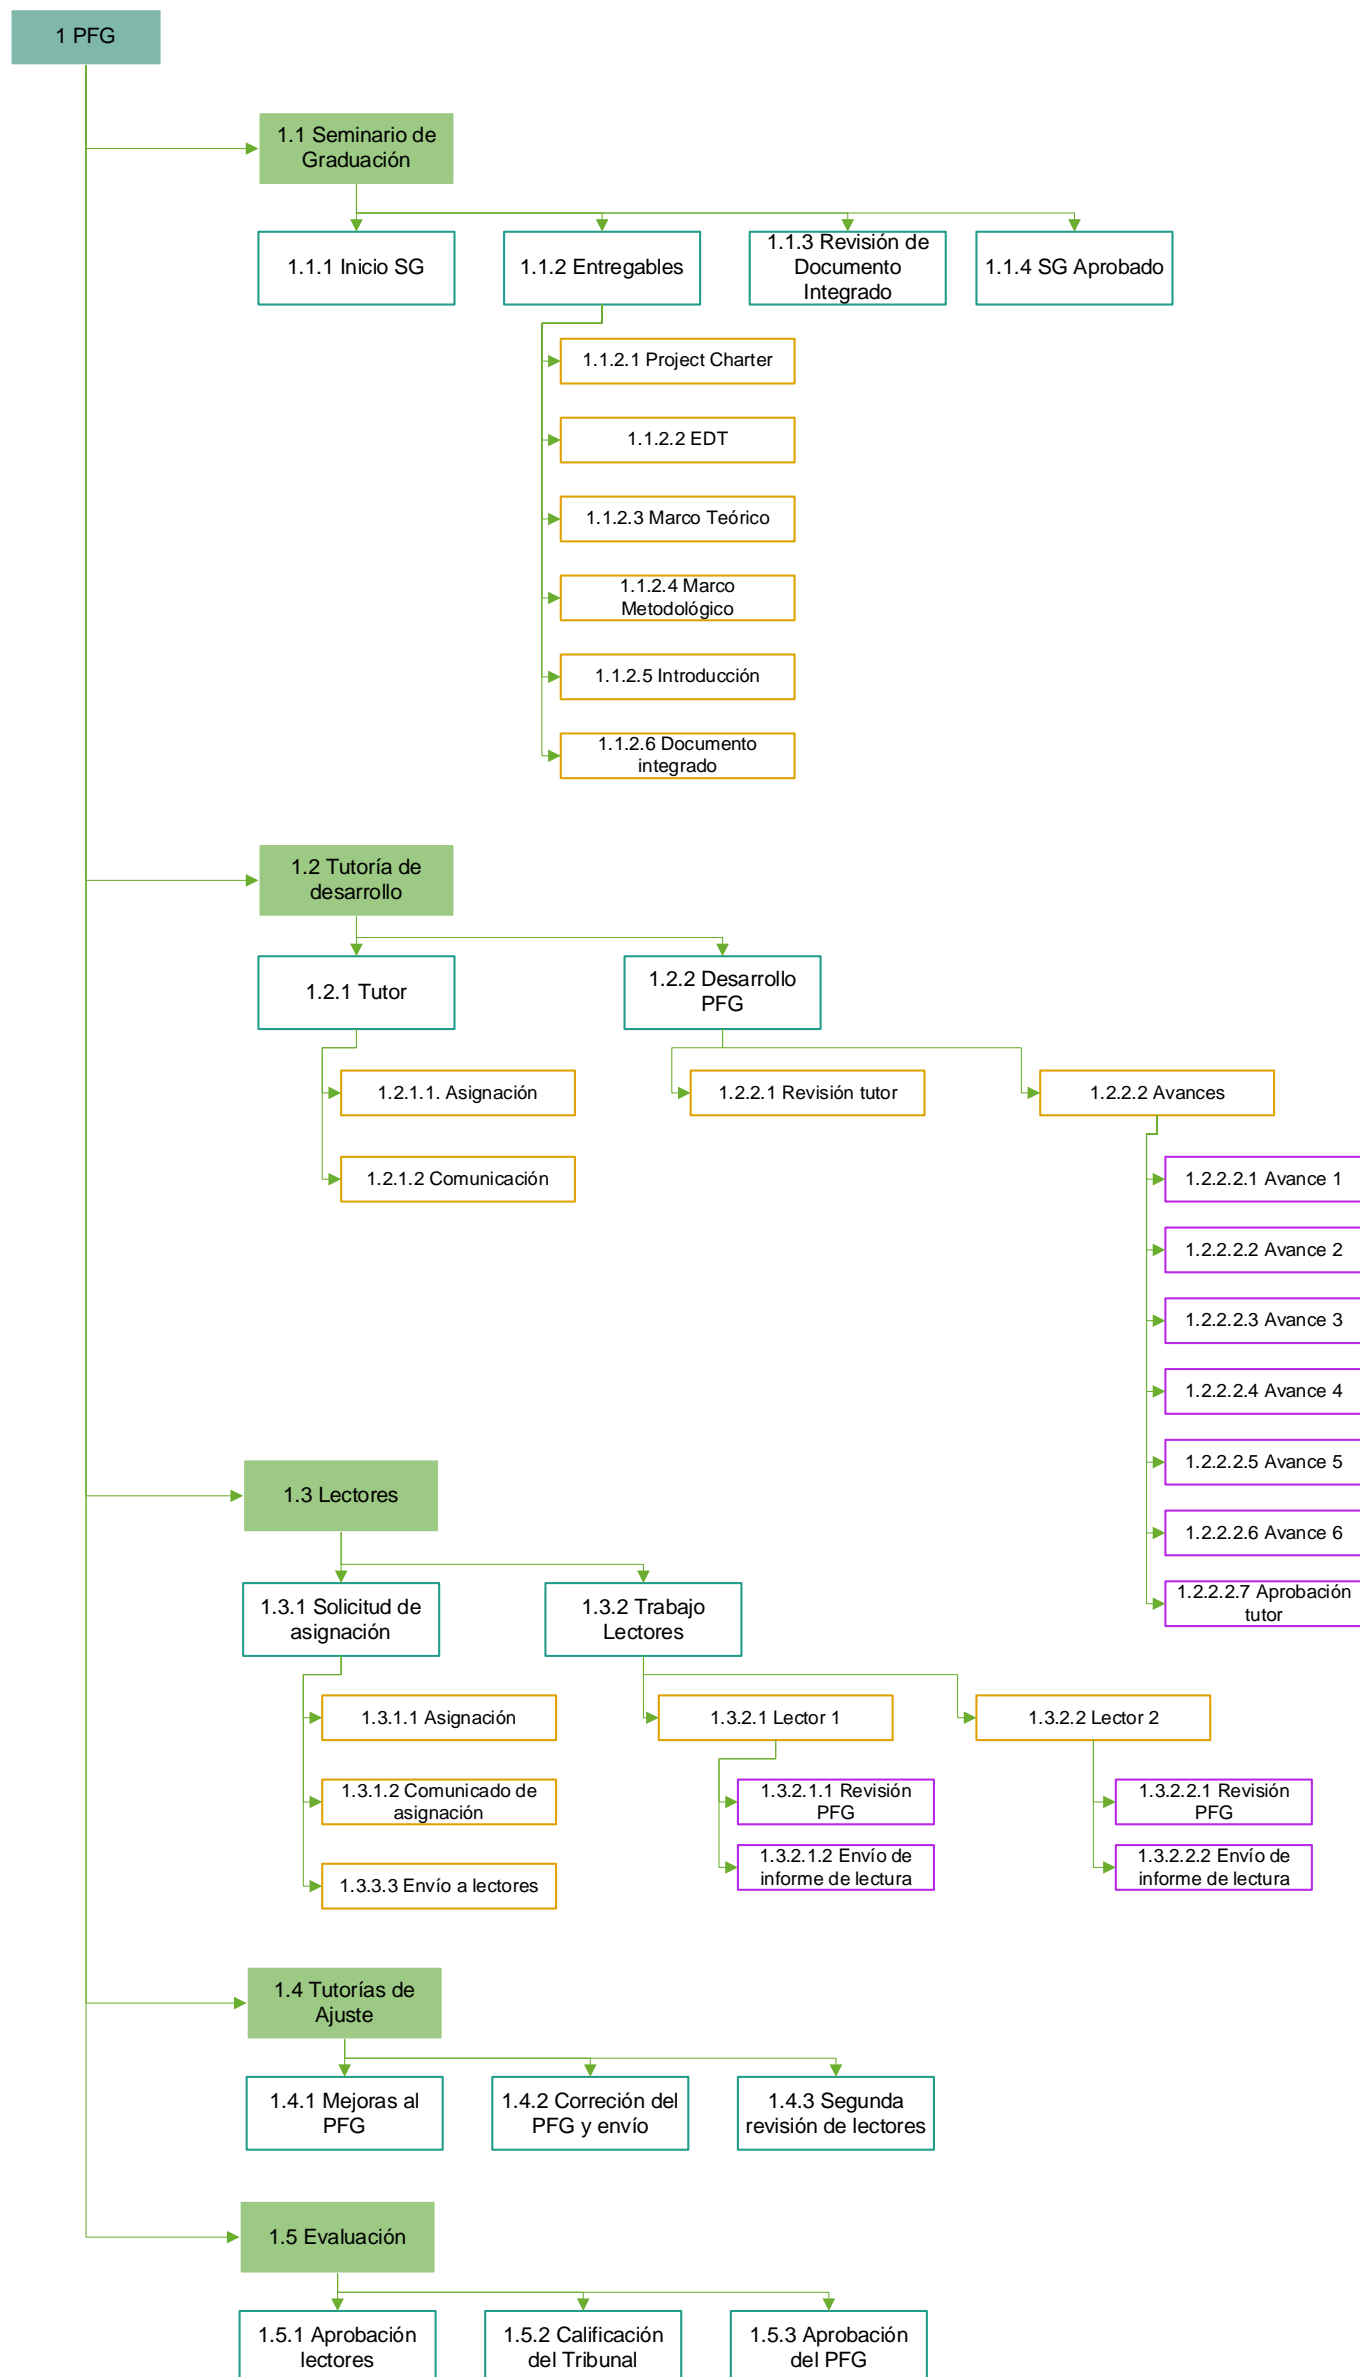 1 PFG
1.1 Seminario de
Graduación
1.1.1 Inicio SG
1.1.2 Entregables
1.1.3 Revisión de
Documento
Integrado
1.1.4 SG Aprobado
1.1.2.1 Project Charter
1.1.2.2 EDT
1.1.2.3 Marco Teórico
1.1.2.4 Marco
Metodológico
1.1.2.5 Introducción
1.1.2.6 Documento
integrado
1.2 Tutoría de
desarrollo
1.2.1 Tutor
1.2.2 Desarrollo
PFG
1.2.1.1. Asignación
1.2.1.2 Comunicación
1.2.2.1 Revisión tutor
1.2.2.2 Avances
1.2.2.2.1 Avance 1
1.2.2.2.2 Avance 2
1.2.2.2.3 Avance 3
1.2.2.2.4 Avance 4
1.2.2.2.5 Avance 5
1.2.2.2.6 Avance 6
1.2.2.2.7 Aprobación
tutor
1.3 Lectores
1.3.1 Solicitud de
asignación
1.3.2 Trabajo
Lectores
1.3.1.1 Asignación
1.3.1.2 Comunicado de
asignación
1.3.3.3 Envío a lectores
1.3.2.1 Lector 1
1.3.2.1.1 Revisión
PFG
1.3.2.1.2 Envío de
informe de lectura
1.3.2.2 Lector 2
1.3.2.2.1 Revisión
PFG
1.3.2.2.2 Envío de
informe de lectura
1.4 Tutorías de
Ajuste
1.4.1 Mejoras al
PFG
1.4.2 Correción del
PFG y envío
1.4.3 Segunda
revisión de lectores
1.5 Evaluación
1.5.1 Aprobación
lectores
1.5.2 Calificación
del Tribunal
1.5.3 Aprobación
del PFG